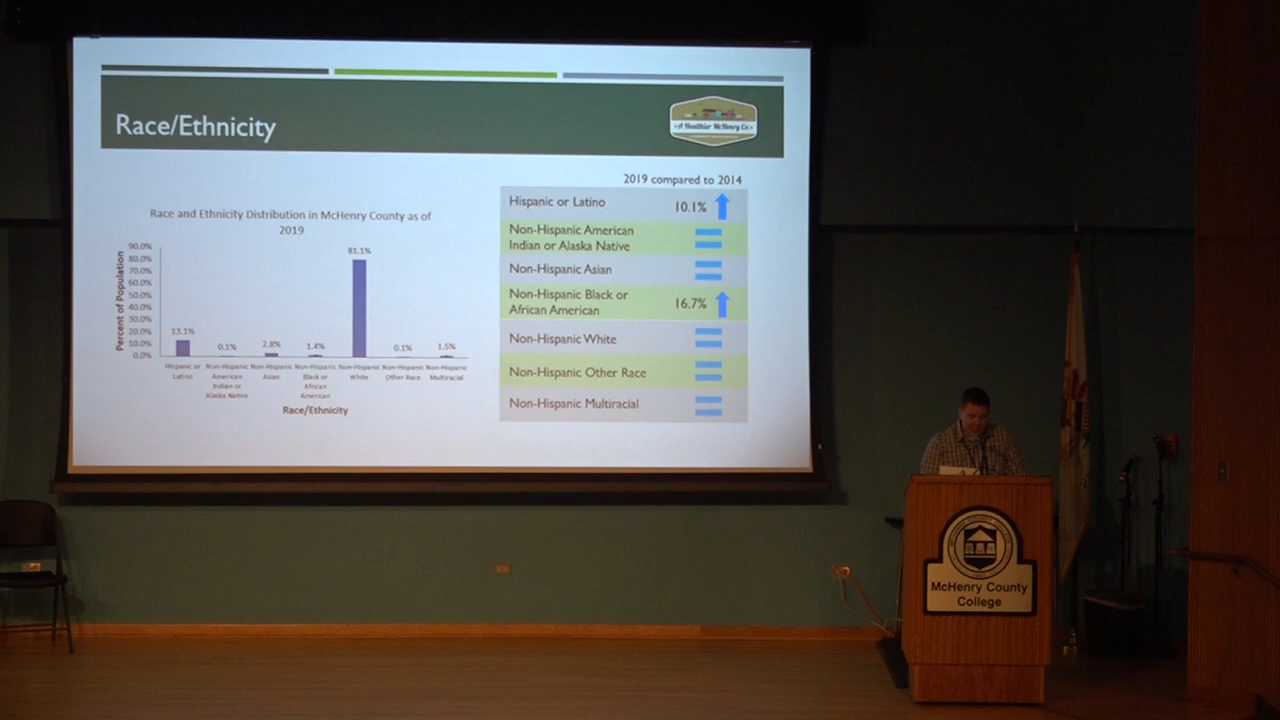 Race/Ethnicity
A Healthier McHenry Co.
2019 compared to 2014
Race and Ethnicity Distribution in McHenry County as of
2019
Percent of Population
90.0%
80.0%
70.0%
60.0%
50.0%
40.0%
30.0%
20.0%
10.0%
0.0%
13.1%
0.1%
2.8%
1.4%
81.1%
0.1%
1.5%
Hispanic or
Latino
Non-Hispanic
American
Indian or
Alaska Native
Non-Hispanic
Asian
Non-Hispanic
Black or
African
American
Non-Hispanic
White
Non-Hispanic
Other Race
Non-Hispanic
Multiracial
Race/Ethnicity
Hispanic or Latino 10.1%
Non-Hispanic American
Indian or Alaska Native
Non-Hispanic Asian
Non-Hispanic Black or
African American 16.7%
Non-Hispanic White
Non-Hispanic Other Race
Non-Hispanic Multiracial
McHenry County
College